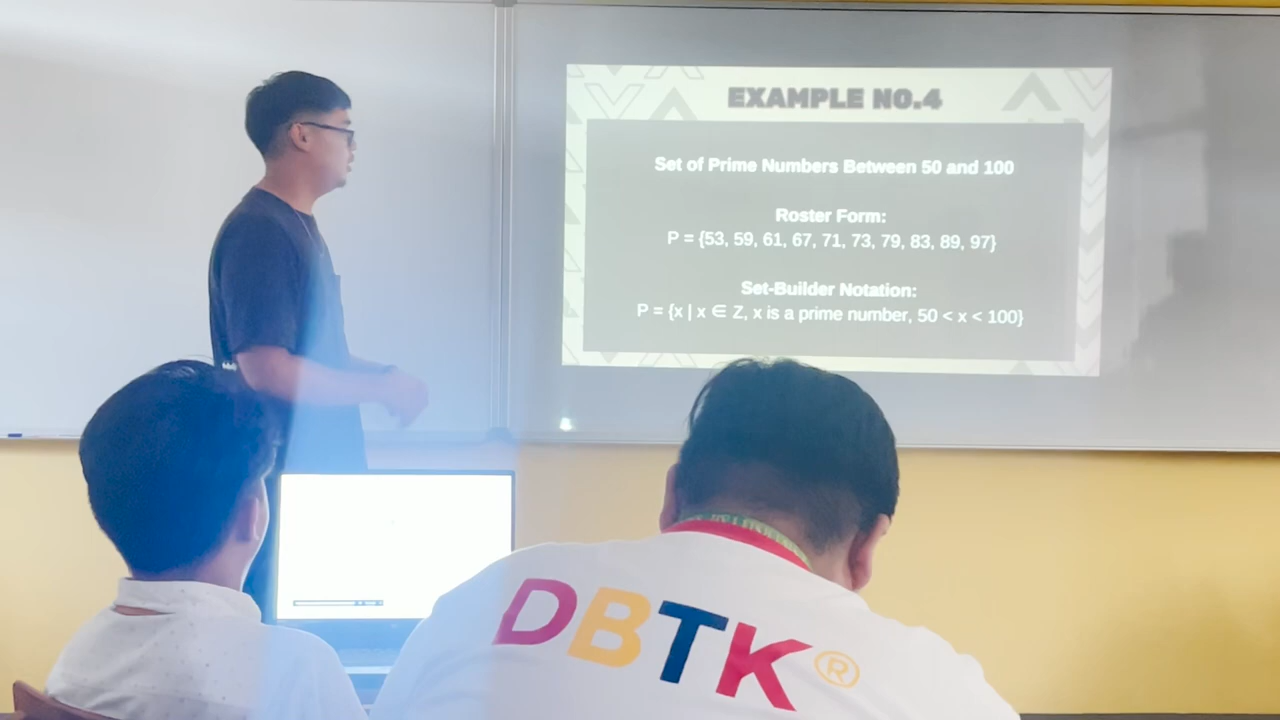 EXAMPLE NO.4
Set of Prime Numbers Between 50 and 100
Roster Form:
P = {53, 59, 61, 67, 71, 73, 79, 83, 89, 97}
Set-Builder Notation:
P = {x | x ∈ Z, x is a prime number, 50 < x < 100}
DBTK®